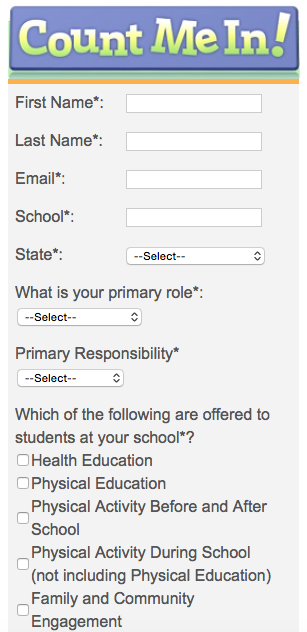 Count Me In!
First Name*:
Last Name*:
Email*:
School*:
State*: --Select--
What is your primary role*:
--Select--
Primary Responsibility*
--Select--
Which of the following are offered to
students at your school*?
Health Education
Physical Education
Physical Activity Before and After
School
Physical Activity During School
(not including Physical Education)
Family and Community
Engagement